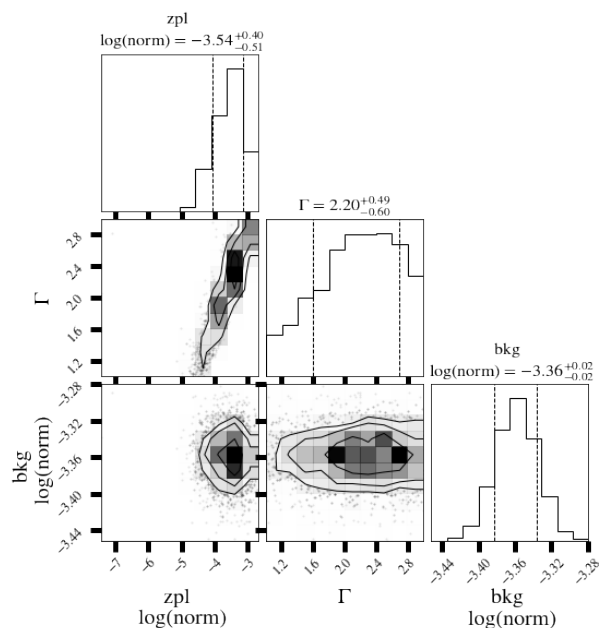 zpl
log(norm) = −3.54 +0.40 −0.51
Γ = 2.20 +0.49 −0.60
bkg
log(norm) = −3.36 +0.02 −0.02
Γ
2.8
2.4
2.0
1.6
1.2
bkg
log(norm)
−3.28
−3.32
−3.36
−3.40
−3.44
−7 −6 −5 −4 −3
1.2 1.6 2.0 2.4 2.8
−3.44 −3.40 −3.36 −3.32 −3.28
zpl
log(norm)
Γ
bkg
log(norm)